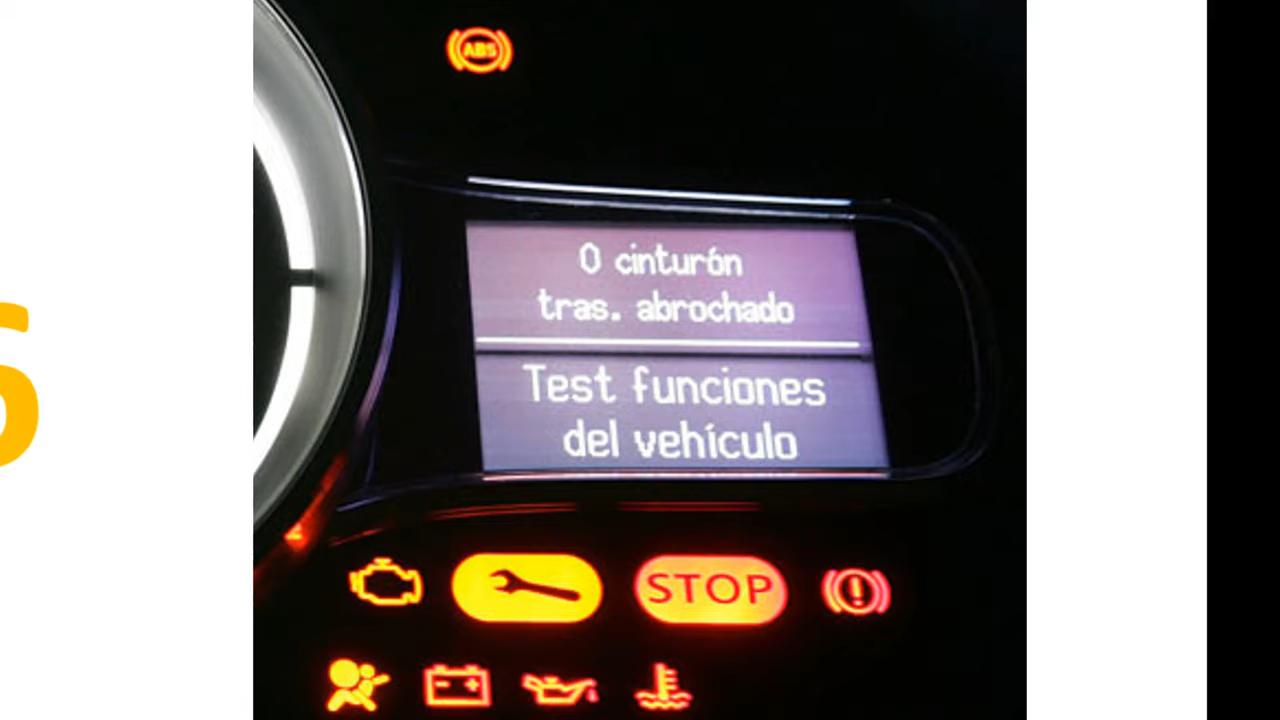 ABS
0 cinturón
tras. abrochado
Test funciones
del vehículo
STOP